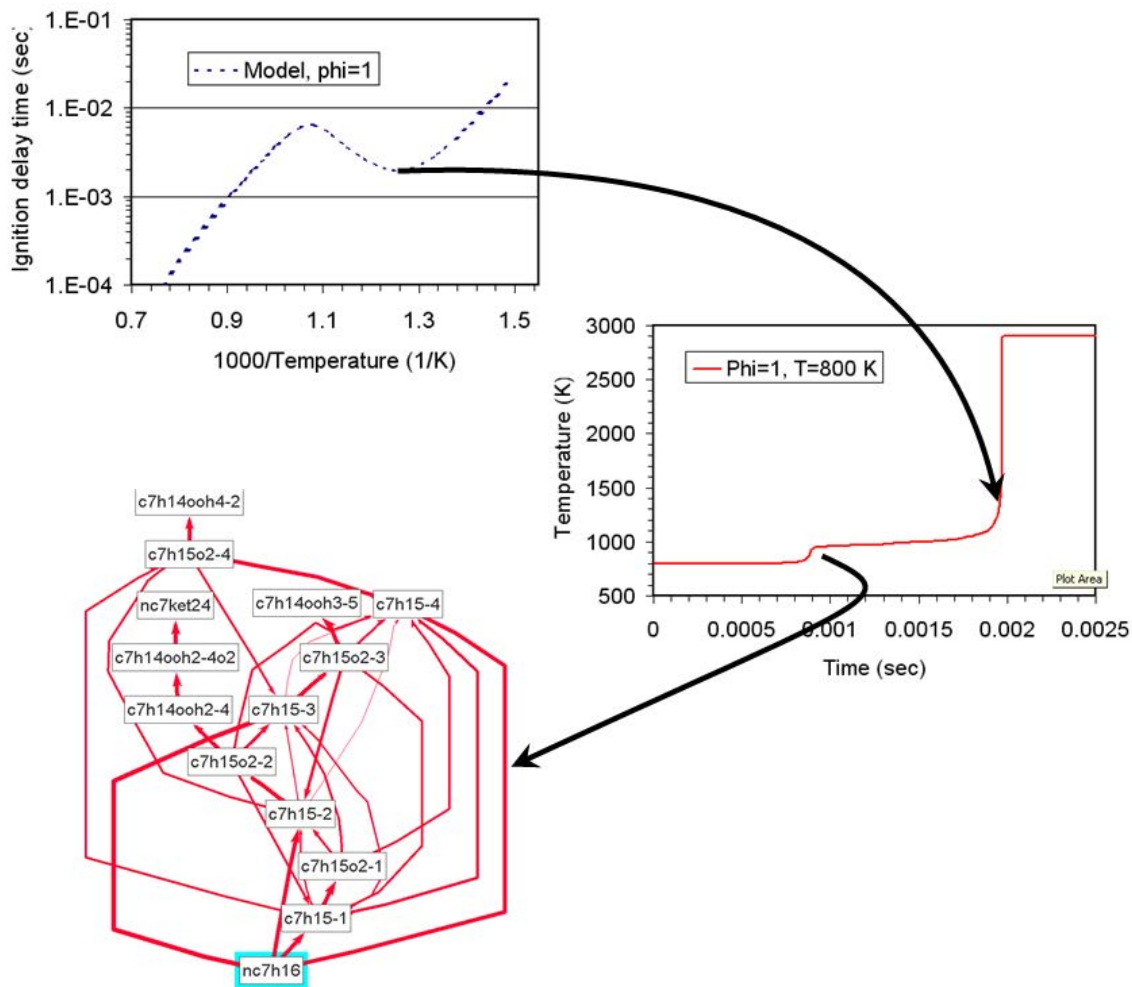 1.E-01
Model, phi=1
1.E-02
1.E-03
1.E-04
Ignition delay time (sec)
0.7 0.9 1.1 1.3 1.5
1000/Temperature (1/K)
3000
Phi=1, T=800 K
2500
2000
1500
1000
500
Temperature (K)
Plot Area
0 0.0005 0.001 0.0015 0.002 0.0025
Time (sec)
c7h14ooh4-2
c7h15o2-4
nc7ket24
c7h14ooh3-5
c7h15-4
c7h14ooh2-4o2
c7h15o2-3
c7h14ooh2-4
c7h15-3
c7h15o2-2
c7h15-2
c7h15o2-1
c7h15-1
nc7h16